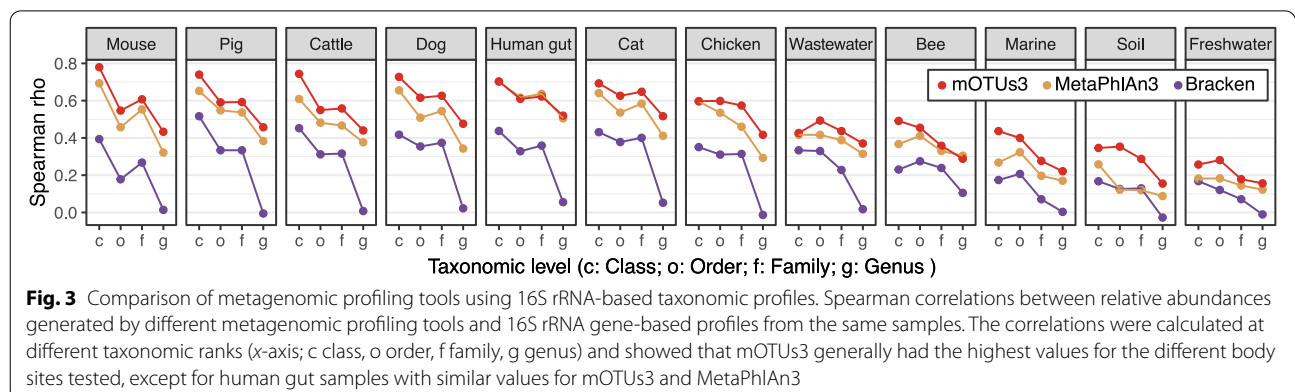 Mouse Pig Cattle Dog Human gut Cat Chicken Wastewater Bee Marine Soil Freshwater
mOTUs3 MetaPhlAn3 Bracken
Spearman rho
0.8
0.6
0.4
0.2
0.0
c o f g c o f g c o f g c o f g c o f g c o f g c o f g c o f g c o f g c o f g c o f g c o f g
Taxonomic level (c: Class; o: Order; f: Family; g: Genus )
Fig. 3 Comparison of metagenomic profiling tools using 16S rRNA-based taxonomic profiles. Spearman correlations between relative abundances
generated by different metagenomic profiling tools and 16S rRNA gene-based profiles from the same samples. The correlations were calculated at
different taxonomic ranks (x-axis; c class, o order, f family, g genus) and showed that mOTUs3 generally had the highest values for the different body
sites tested, except for human gut samples with similar values for mOTUs3 and MetaPhlAn3